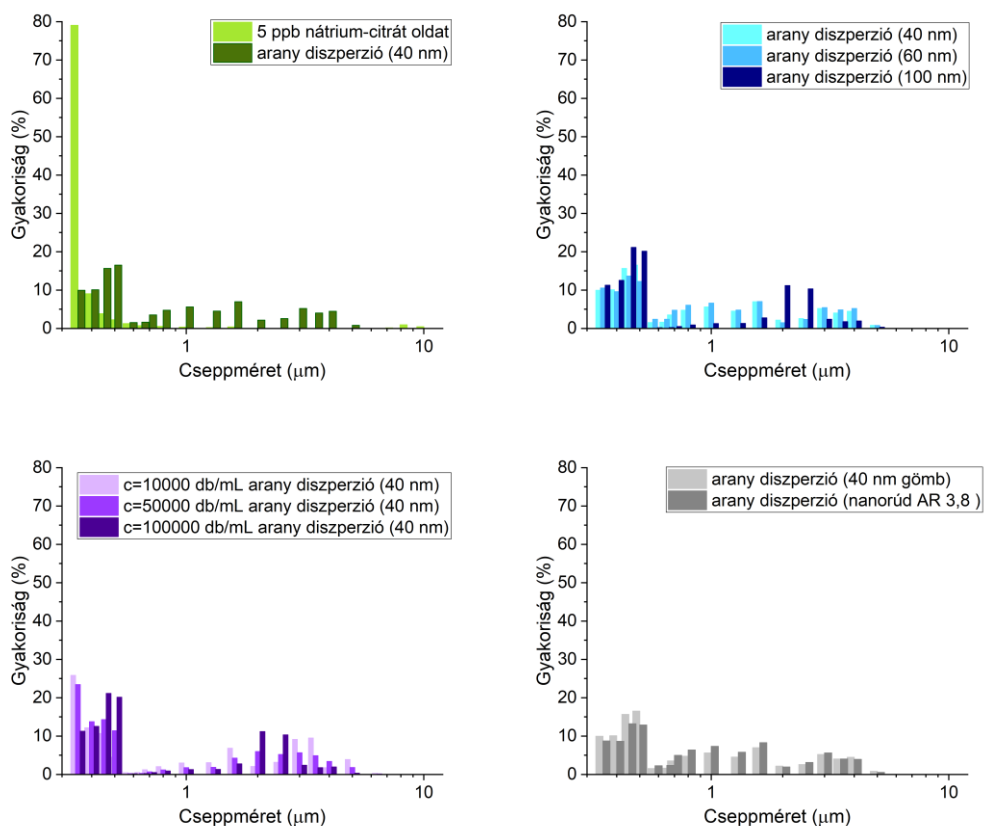 5 ppb nátrium-citrát oldat
arany diszperzió (40 nm)
Gyakoriság (%)
80
70
60
50
40
30
20
10
0
1
10
Cseppméret (μm)
arany diszperzió (40 nm)
arany diszperzió (60 nm)
arany diszperzió (100 nm)
Gyakoriság (%)
80
70
60
50
40
30
20
10
0
1
10
Cseppméret (μm)
c=10000 db/mL arany diszperzió (40 nm)
c=50000 db/mL arany diszperzió (40 nm)
c=100000 db/mL arany diszperzió (40 nm)
Gyakoriság (%)
80
70
60
50
40
30
20
10
0
1
10
Cseppméret (μm)
arany diszperzió (40 nm gömb)
arany diszperzió (nanorúd AR 3,8 )
Gyakoriság (%)
80
70
60
50
40
30
20
10
0
1
10
Cseppméret (μm)